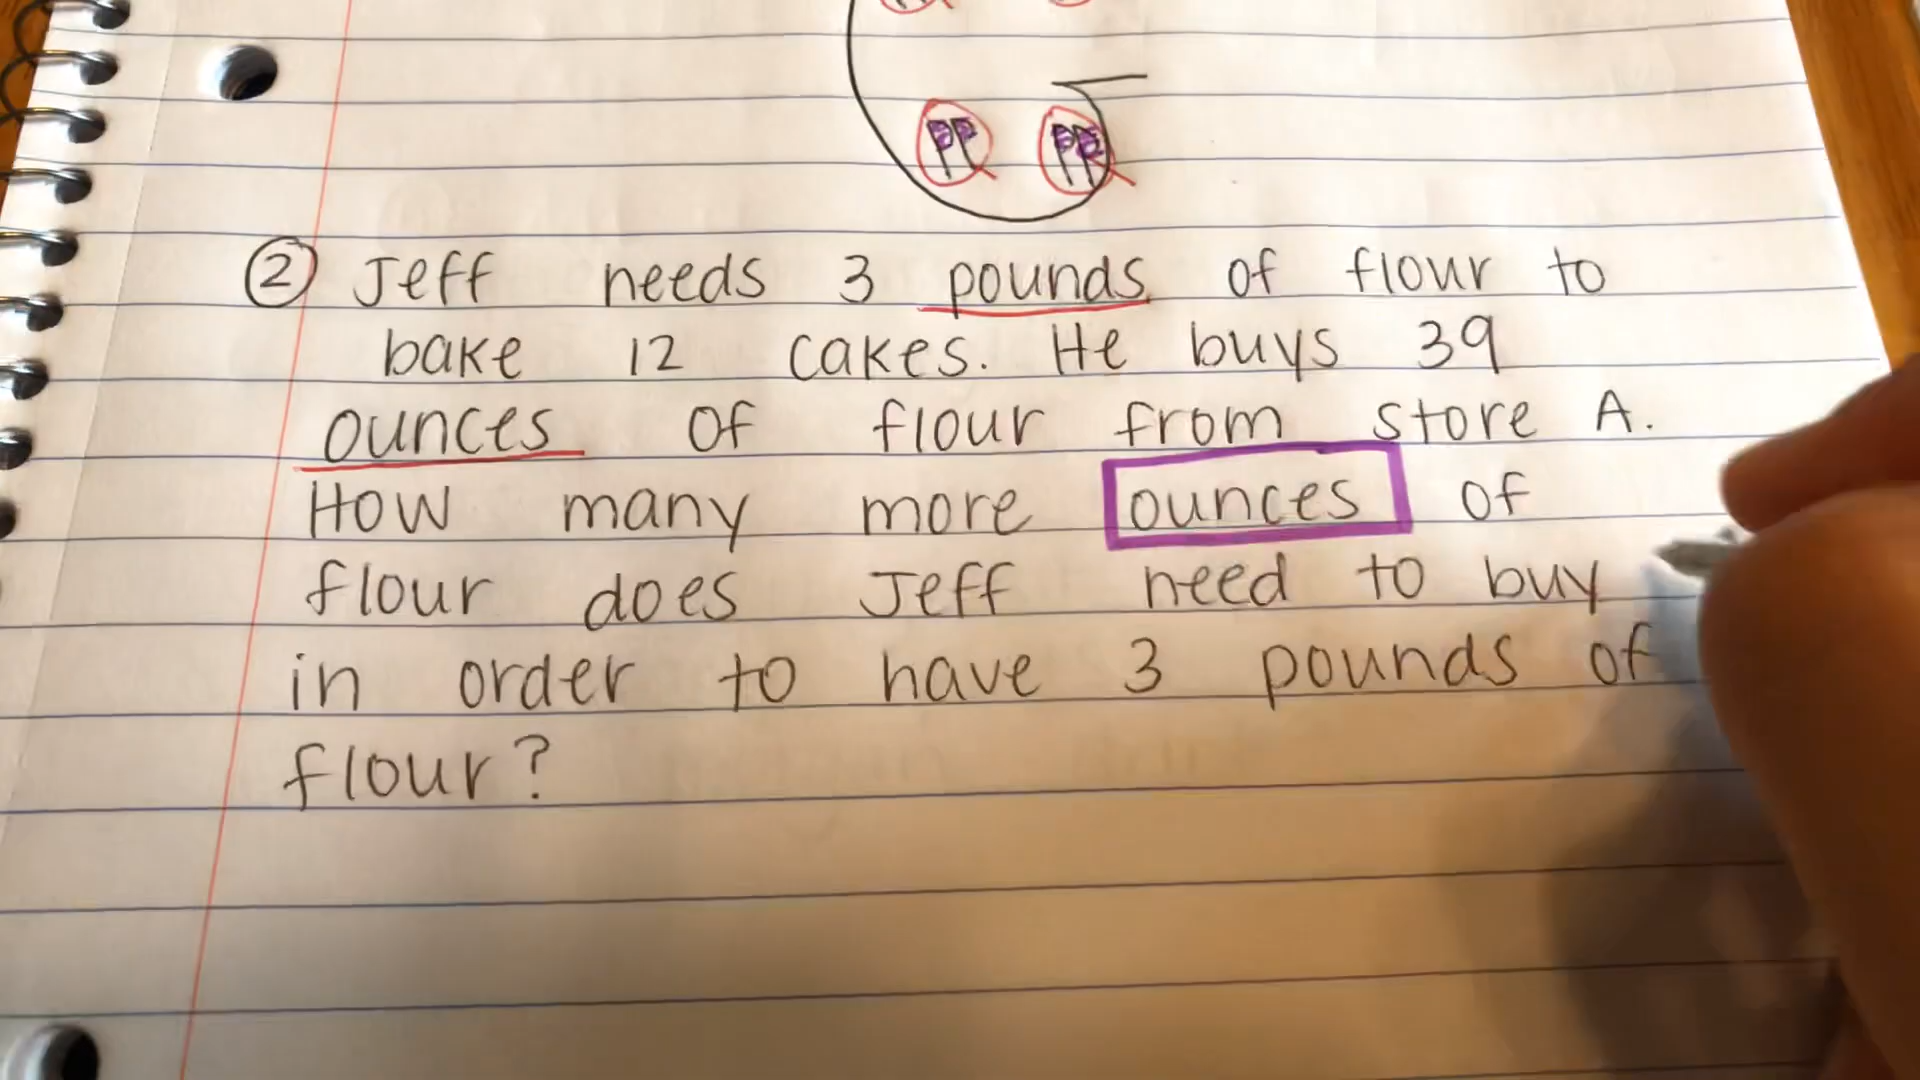 PP PP
② Jeff needs 3 pounds of flour to
bake 12 cakes. He buys 39
ounces of flour from store A.
How many more ounces of
flour does Jeff need to buy
in order to have 3 pounds of
flour?